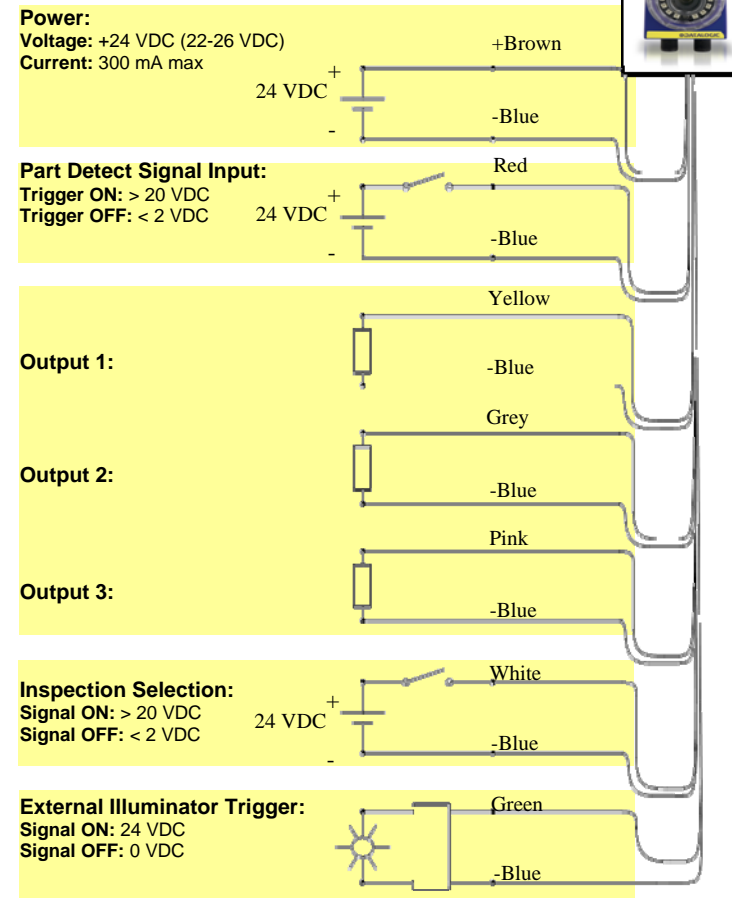 Power:
Voltage: +24 VDC (22-26 VDC)
Current: 300 mA max
+Brown
+
24 VDC
-Blue
-
DATALOGIC
Part Detect Signal Input:
Trigger ON: > 20 VDC
Trigger OFF: < 2 VDC
Red
+
24 VDC
-Blue
-
Yellow
Output 1:
-Blue
Grey
Output 2:
-Blue
Pink
Output 3:
-Blue
Inspection Selection:
Signal ON: > 20 VDC
Signal OFF: < 2 VDC
White
+
24 VDC
-Blue
-
External Illuminator Trigger:
Signal ON: 24 VDC
Signal OFF: 0 VDC
Green
-Blue